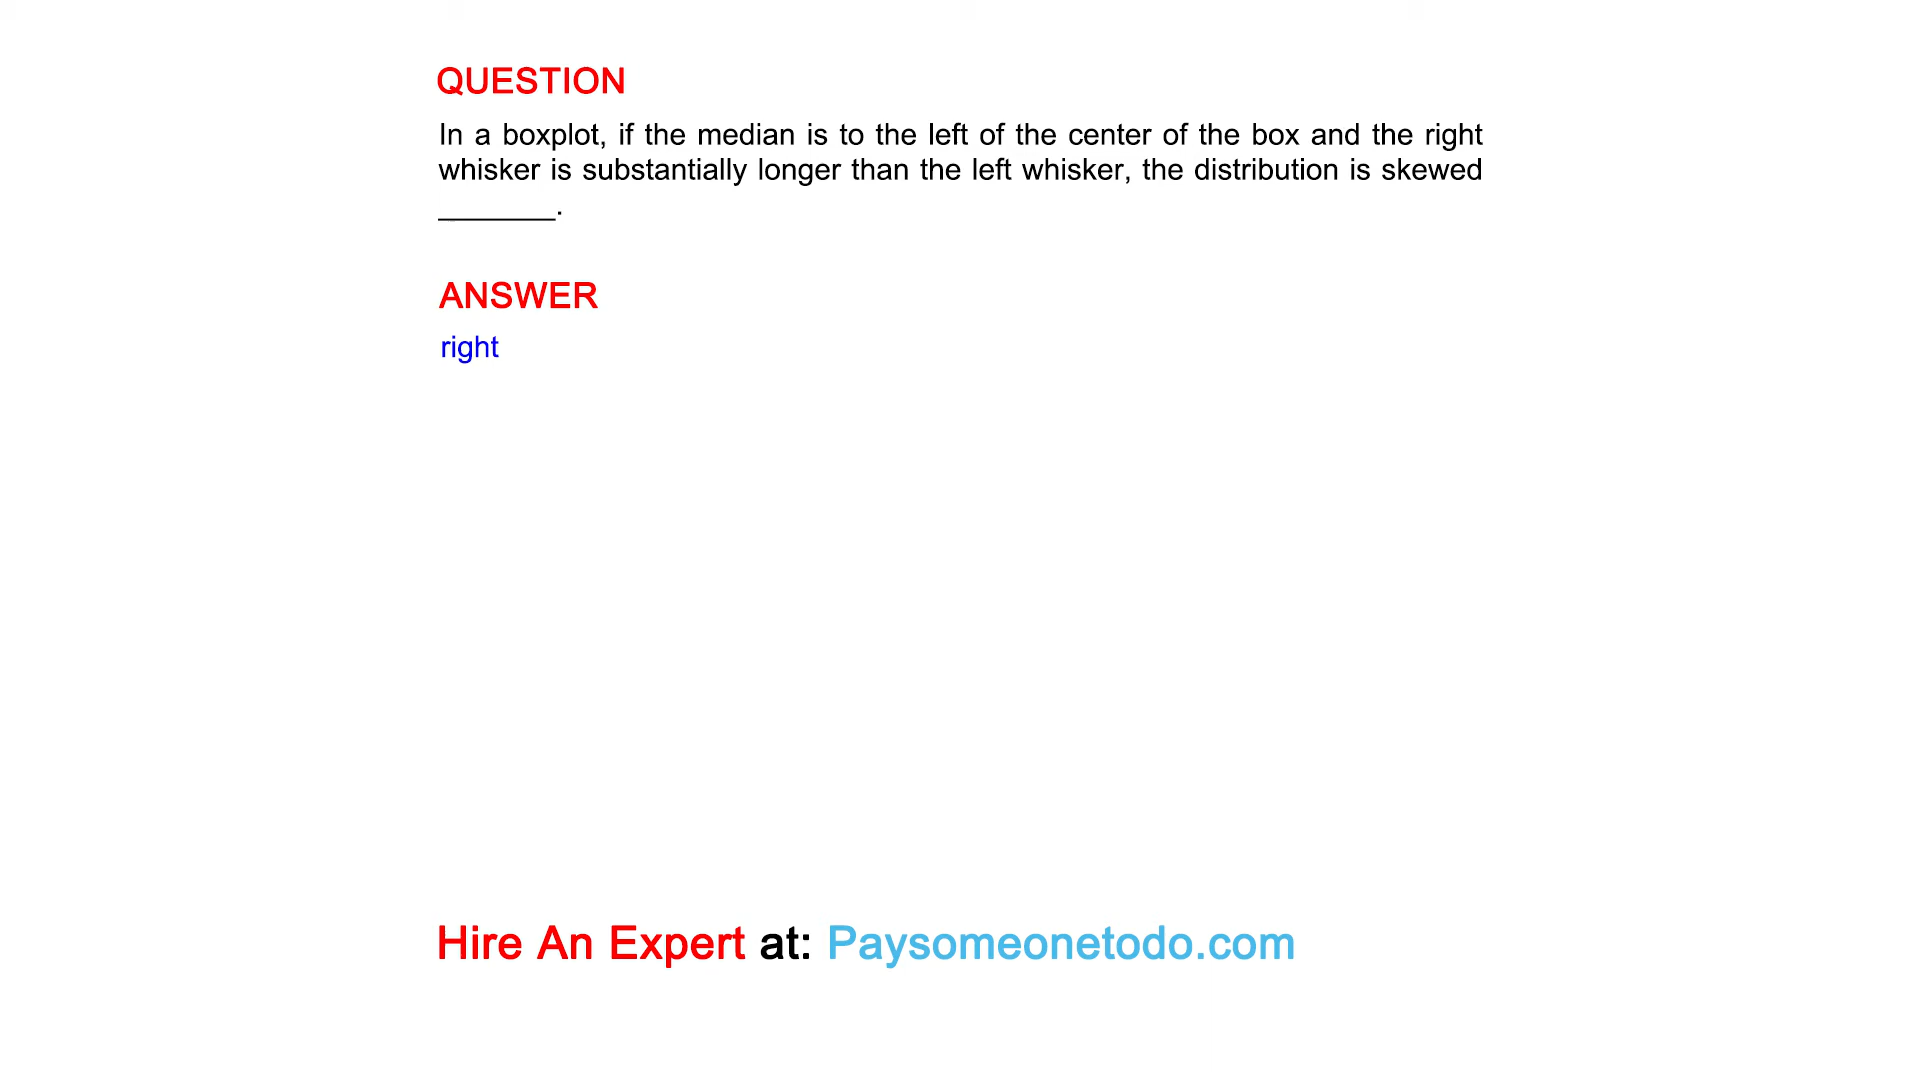 QUESTION
In a boxplot, if the median is to the left of the center of the box and the right
whisker is substantially longer than the left whisker, the distribution is skewed
_______.
ANSWER
right
Hire An Expert at: Paysomeonetodo.com